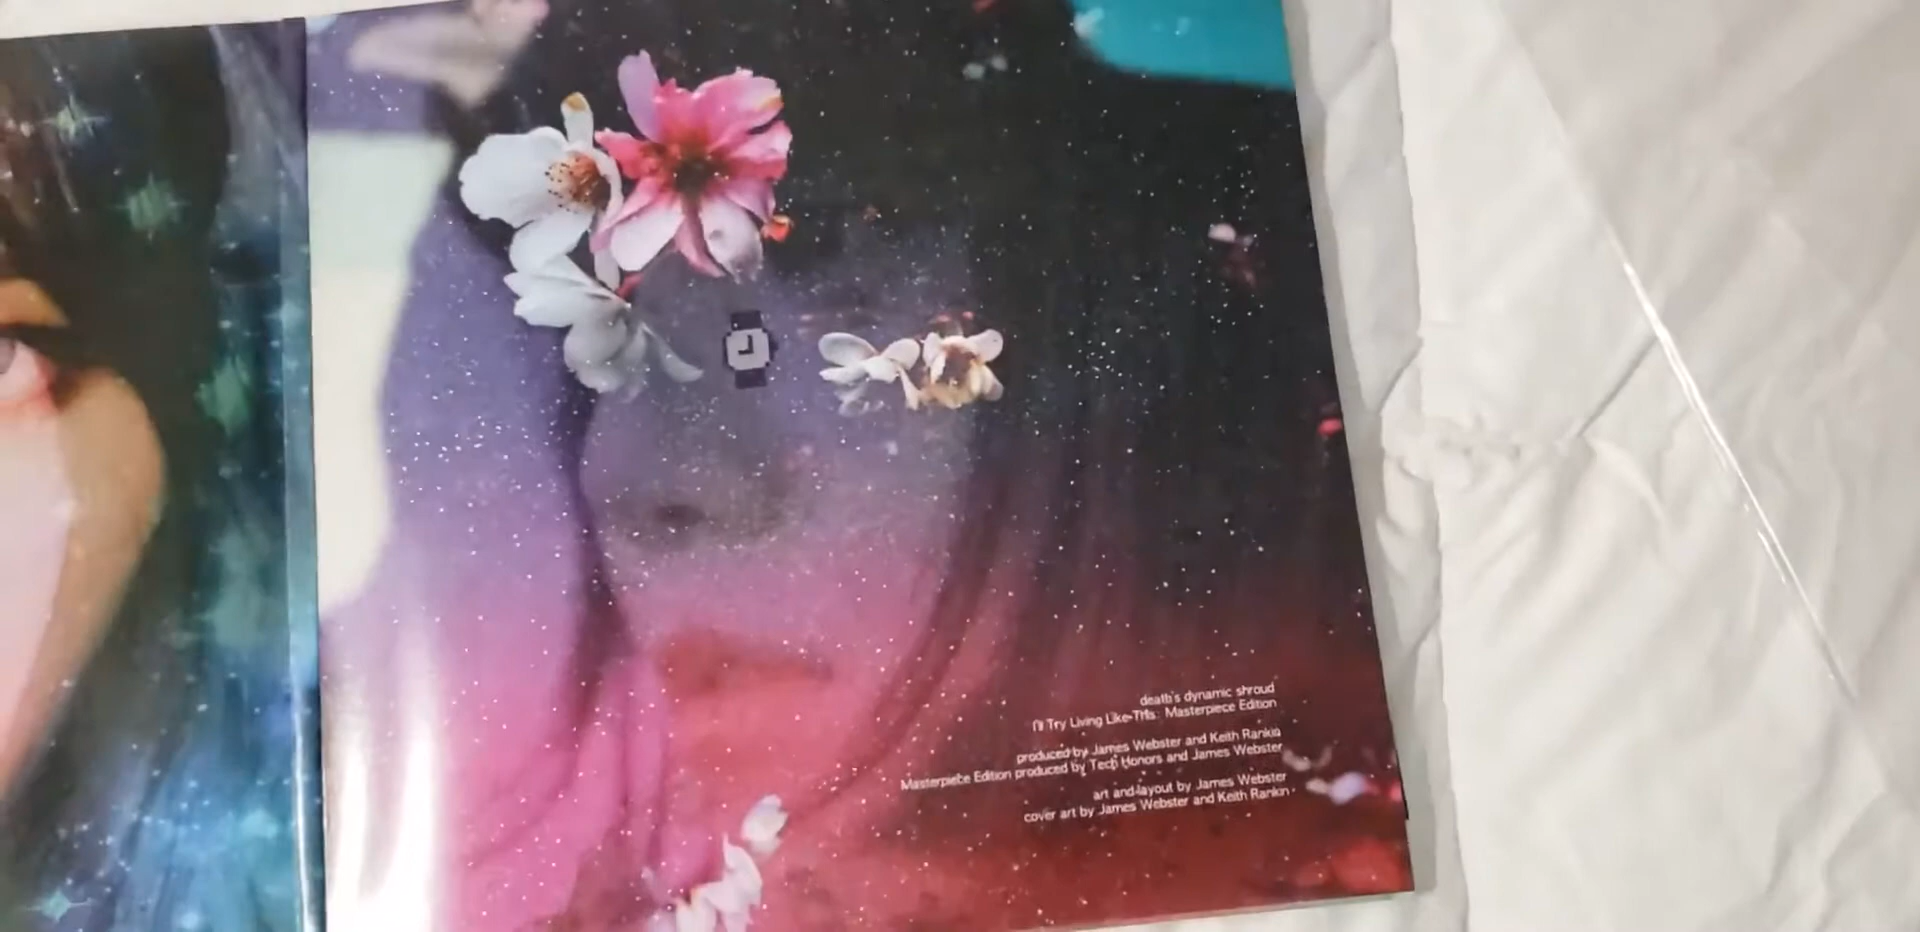 death's dynamic shroud
I'll Try Living Like This: Masterpiece Edition
produced by James Webster and Keith Rankin
Masterpiece Edition produced by Tech Honors and James Webster
art and layout by James Webster
cover art by James Webster and Keith Rankin